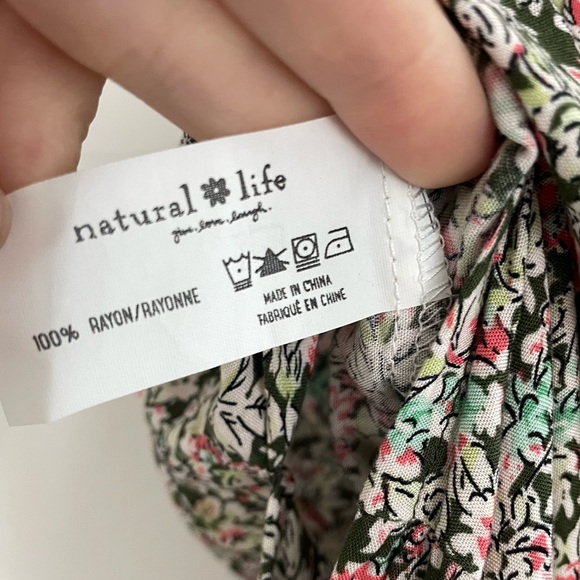 natural life
give. love. laugh.
100% RAYON/RAYONNE
MADE IN CHINA
FABRIQUÉ EN CHINE